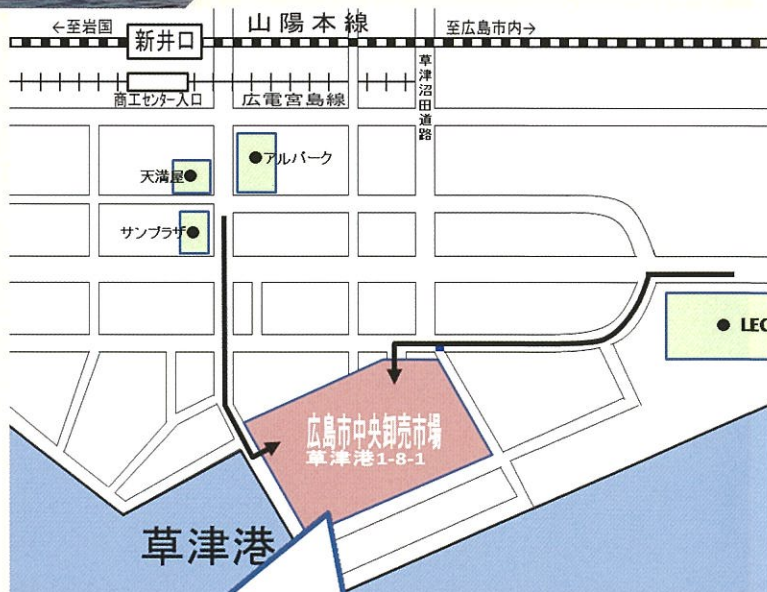 ←至岩国
山陽本線
至広島市内→
新井口
草津沼田道路
商工センター入口
広電宮島線
アルパーク
天満屋
サンプラザ
LEC
広島市中央卸売市場
草津港1-8-1
草津港